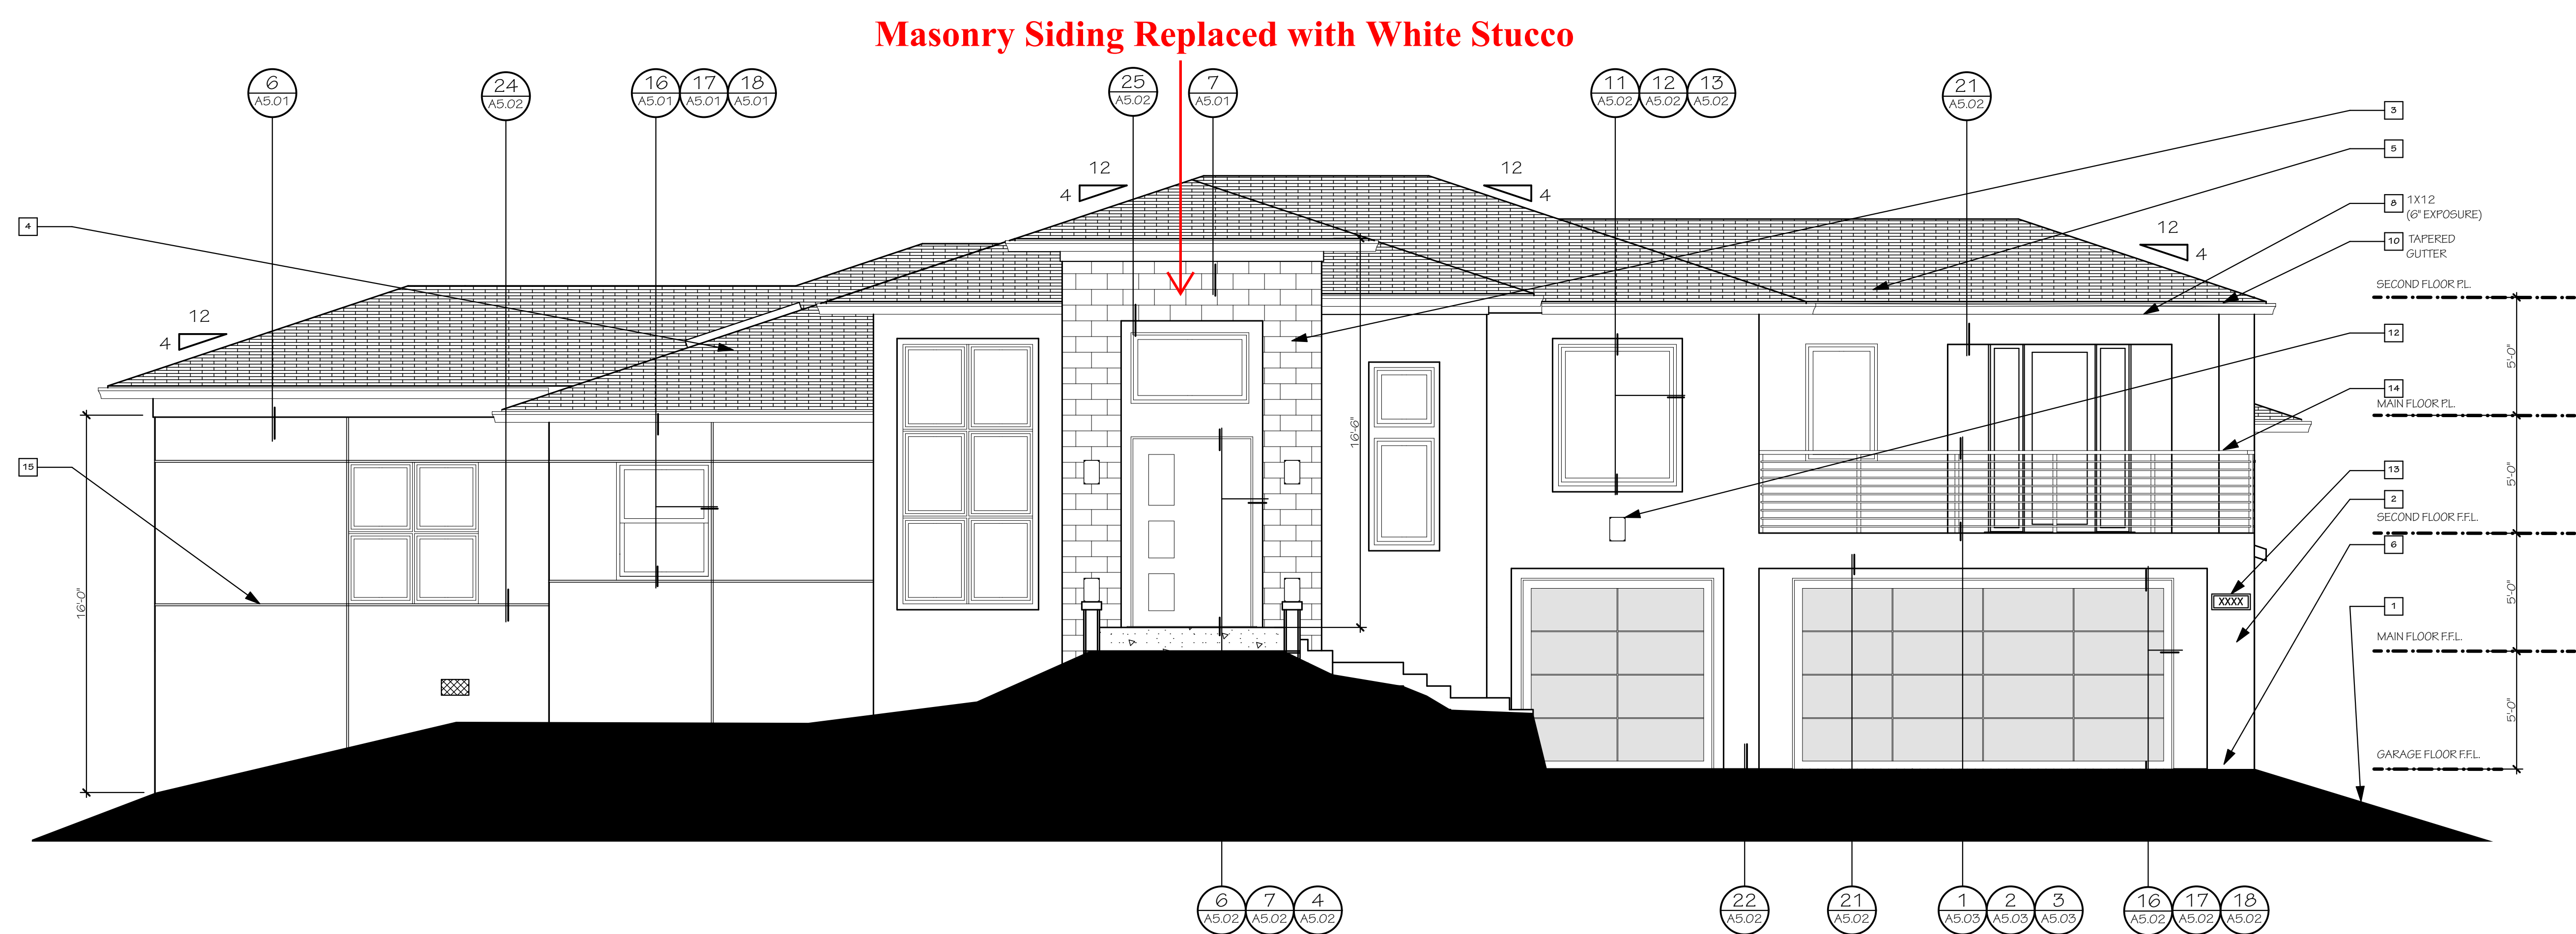 Masonry Siding Replaced with White Stucco
6
A5.01
24
A5.02
16
A5.01
17
A5.01
18
A5.01
25
A5.02
7
A5.01
11
A5.02
12
A5.02
13
A5.02
21
A5.02
3
5
8 1X12
(6" EXPOSURE)
10 TAPERED
GUTTER
12
4
12
4
12
4
12
4
4
15
SECOND FLOOR P.L.
12
14
MAIN FLOOR P.L.
13
2
SECOND FLOOR F.F.L.
6
1
MAIN FLOOR F.F.L.
GARAGE FLOOR F.F.L.
5'-0"
5'-0"
5'-0"
5'-0"
16'-0"
16'-6"
XXXX
6
A5.02
7
A5.02
4
A5.02
22
A5.02
21
A5.02
1
A5.03
2
A5.03
3
A5.03
16
A5.02
17
A5.02
18
A5.02